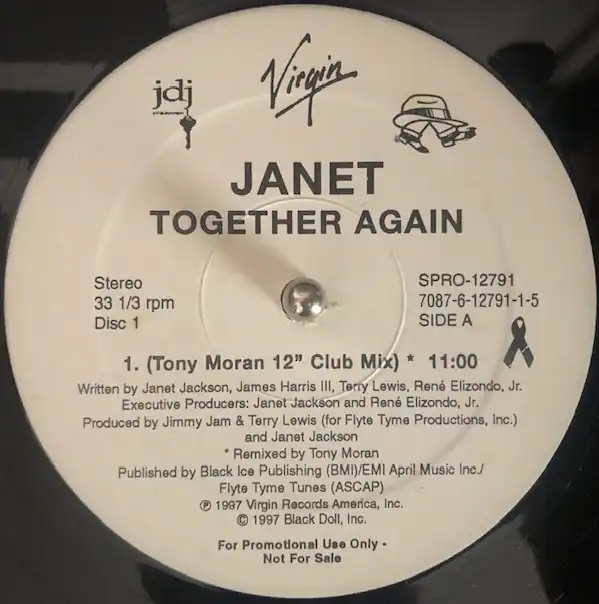 Virgin
jdj
JANET
TOGETHER AGAIN
Stereo
33 1/3 rpm
Disc 1
SPRO-12791
7087-6-12791-1-5
SIDE A
1. (Tony Moran 12” Club Mix) * 11:00
Written by Janet Jackson, James Harris III, Terry Lewis, René Elizondo, Jr.
Executive Producers: Janet Jackson and René Elizondo, Jr.
Produced by Jimmy Jam & Terry Lewis (for Flyte Tyme Productions, Inc.)
and Janet Jackson
* Remixed by Tony Moran
Published by Black Ice Publishing (BMI)/EMI April Music Inc./
Flyte Tyme Tunes (ASCAP)
℗ 1997 Virgin Records America, Inc.
© 1997 Black Doll, Inc.
For Promotional Use Only -
Not For Sale